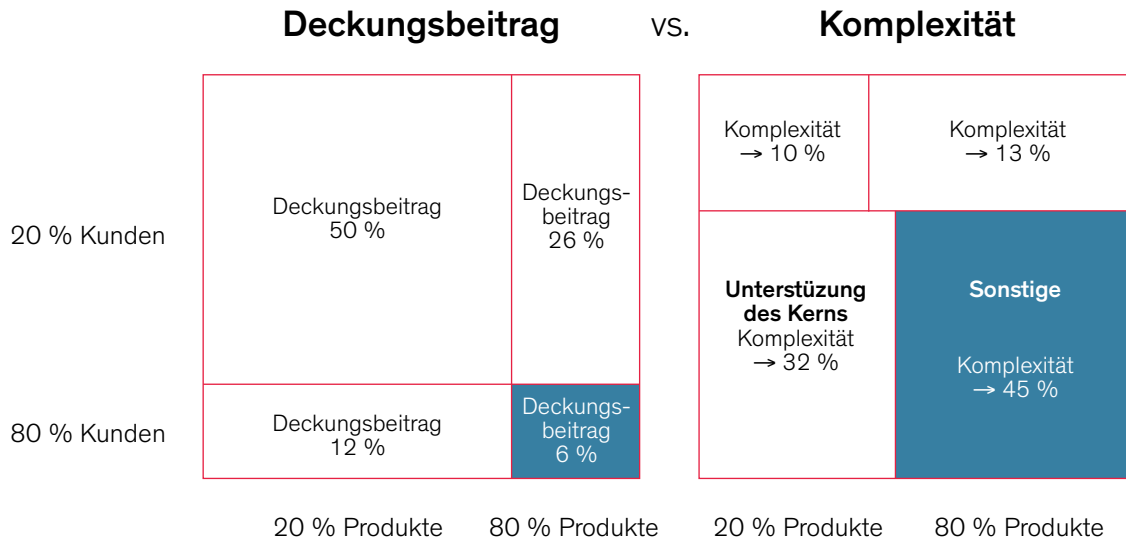 Deckungsbeitrag vs. Komplexität
Deckungsbeitrag
50 %
Deckungs-
beitrag
26 %
Komplexität
→ 10 %
Komplexität
→ 13 %
20 % Kunden
Unterstüzung
des Kerns
Komplexität
→ 32 %
Sonstige
Komplexität
→ 45 %
80 % Kunden
Deckungsbeitrag
12 %
Deckungs-
beitrag
6 %
20 % Produkte
80 % Produkte
20 % Produkte
80 % Produkte